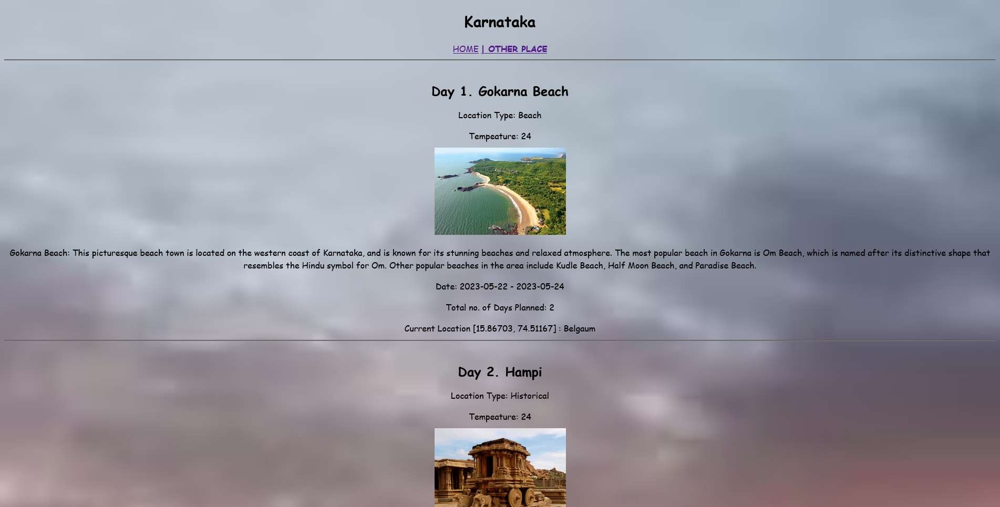 Karnataka
HOME | OTHER PLACE
Day 1. Gokarna Beach
Location Type: Beach
Tempeature: 24
Gokarna Beach: This picturesque beach town is located on the western coast of Karnataka, and is known for its stunning beaches and relaxed atmosphere. The most popular beach in Gokarna is Om Beach, which is named after its distinctive shape that
resembles the Hindu symbol for Om. Other popular beaches in the area include Kudle Beach, Half Moon Beach, and Paradise Beach.
Date: 2023-05-22 - 2023-05-24
Total no. of Days Planned: 2
Current Location [15.86703, 74.51167] : Belgaum
Day 2. Hampi
Location Type: Historical
Tempeature: 24